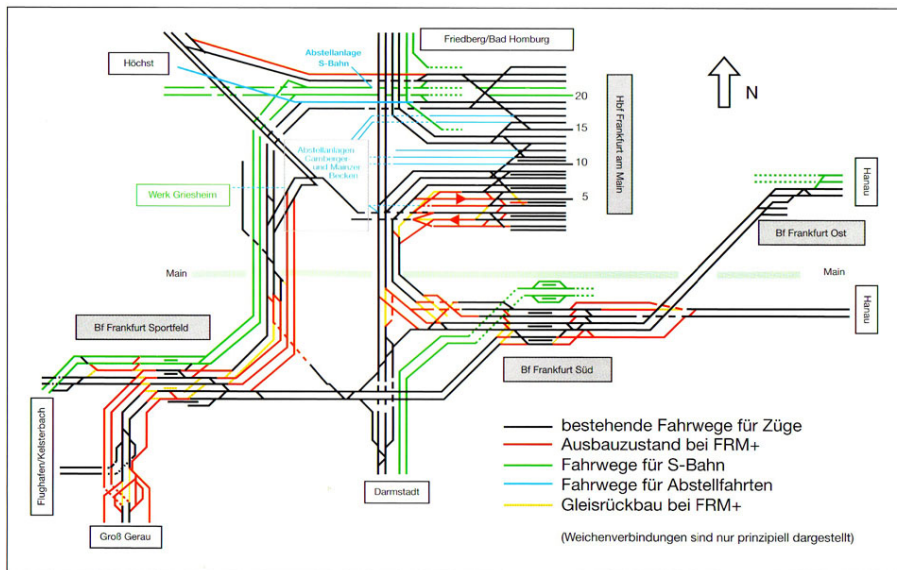 Friedberg/Bad Homburg
Höchst
Abstellanlage
S-Bahn
N
20
15
10
5
Hbf Frankfurt am Main
Abstellanlagen
Camberger-
und Mainzer
Becken
Werk Griesheim
Hanau
Bf Frankfurt Ost
Main
Main
Hanau
Bf Frankfurt Sportfeld
Bf Frankfurt Süd
Flughafen/Kelsterbach
Darmstadt
Groß Gerau
bestehende Fahrwege für Züge
Ausbauzustand bei FRM+
Fahrwege für S-Bahn
Fahrwege für Abstellfahrten
Gleisrückbau bei FRM+
(Weichenverbindungen sind nur prinzipiell dargestellt)